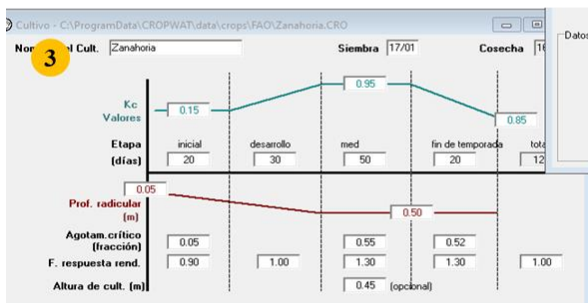 Cultivo - C:\ProgramData\CROPWAT\data\crops\FAO\Zanahoria.CRO
Datos
l Cult. Zanahoria Siembra 17/01 Cosecha
3
Kc Valores 0.15 0.95 0.85
Etapa inicial desarrollo med fin de temporada
(días) 20 30 50 20
0.05
Prof. radicular (m) 0.50
Agotam.crítico (fracción) 0.05 0.55 0.52
F. respuesta rend. 0.90 1.00 1.30 1.30 1.00
Altura de cult. (m) 0.45 (opcional)